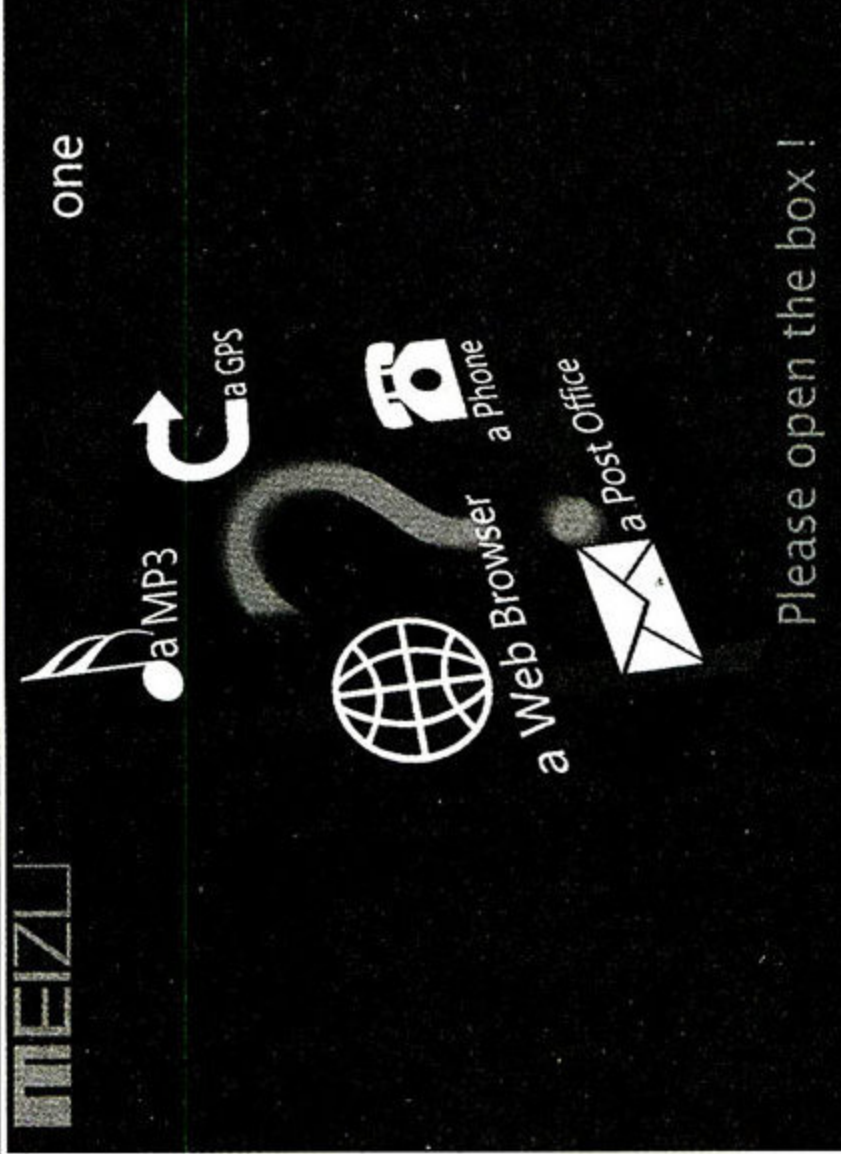 MEIZU
one
a MP3
a GPS
a Web Browser
a Phone
a Post Office
Please open the box !